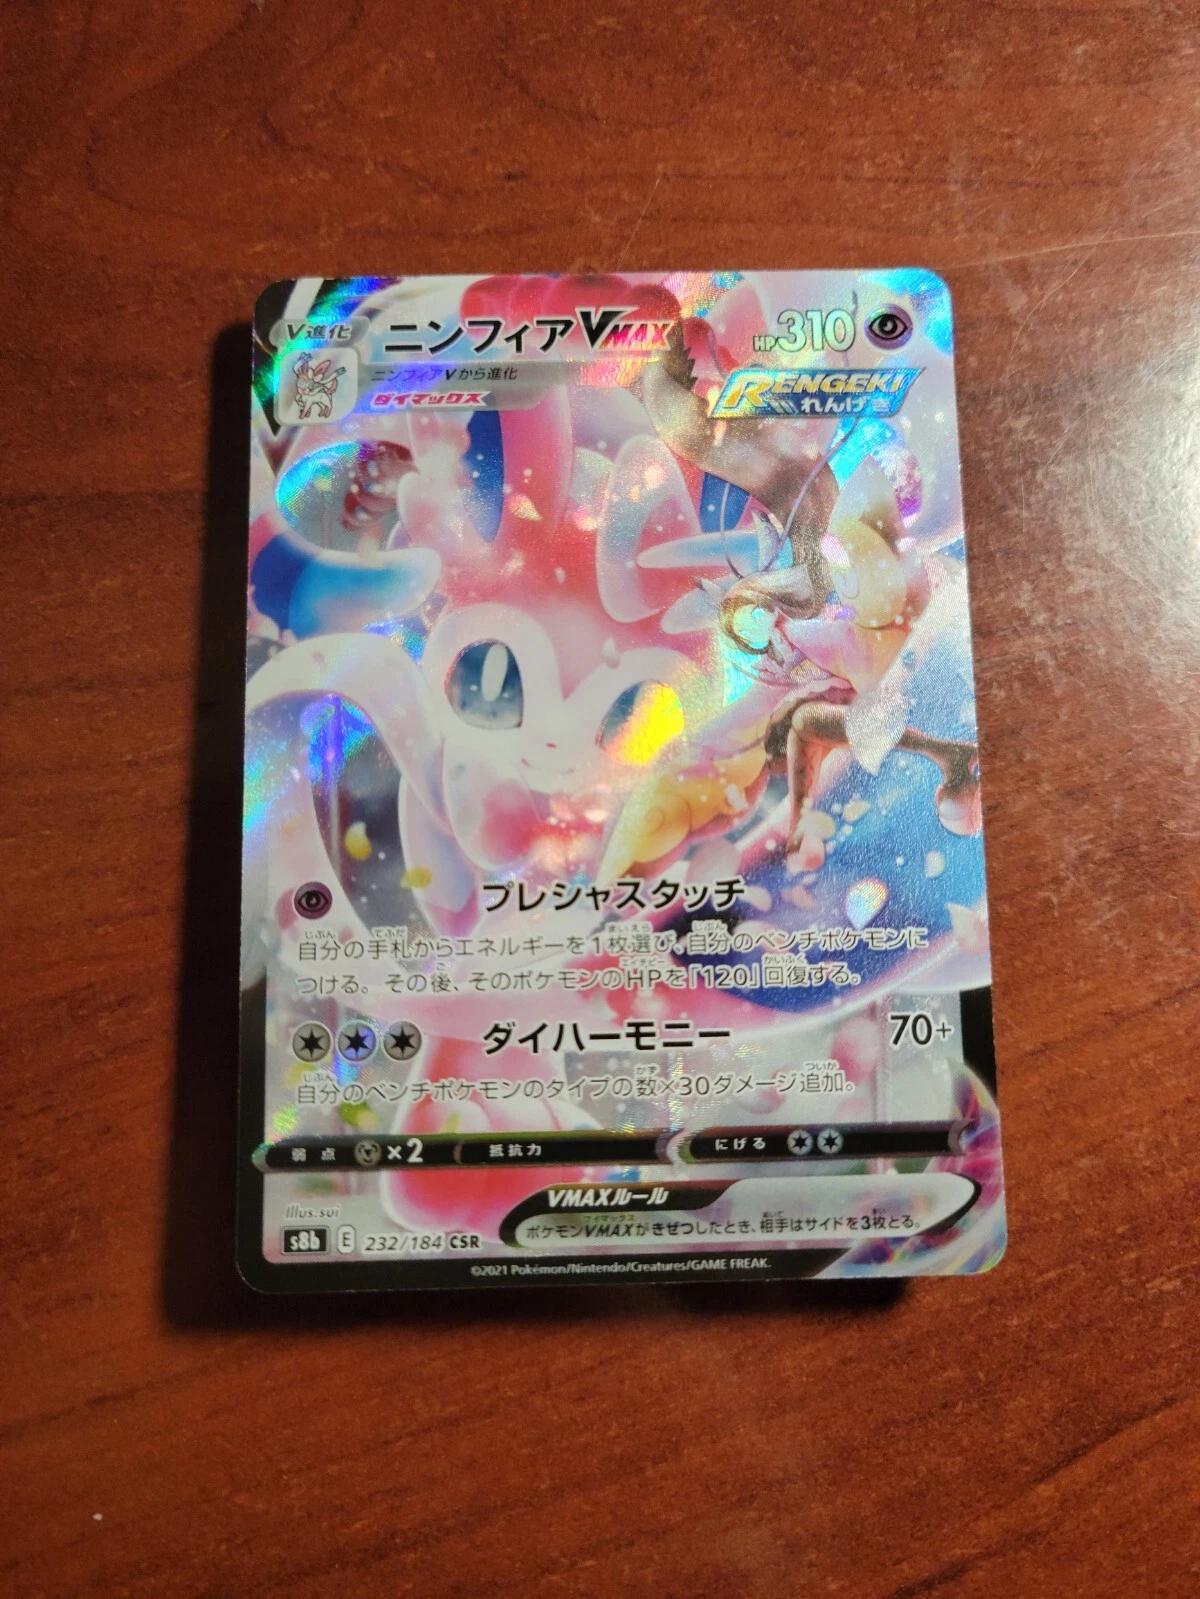 V進化
ニンフィアVMAX
HP310
ニンフィアVから進化
ダイマックス
RENGEKI
れんげき
プレシャスタッチ
自分の手札からエネルギーを1枚選び、自分のベンチポケモンに
つける。その後、そのポケモンのHPを「120」回復する。
ダイハーモニー 70+
自分のベンチポケモンのタイプの数×30ダメージ追加。
弱点 ×2 抵抗力 にげる
VMAXルール
ポケモンVMAXがきぜつしたとき、相手はサイドを3枚とる。
Illus.sui
s8b E 232/184 CSR
©2021 Pokémon/Nintendo/Creatures/GAME FREAK.